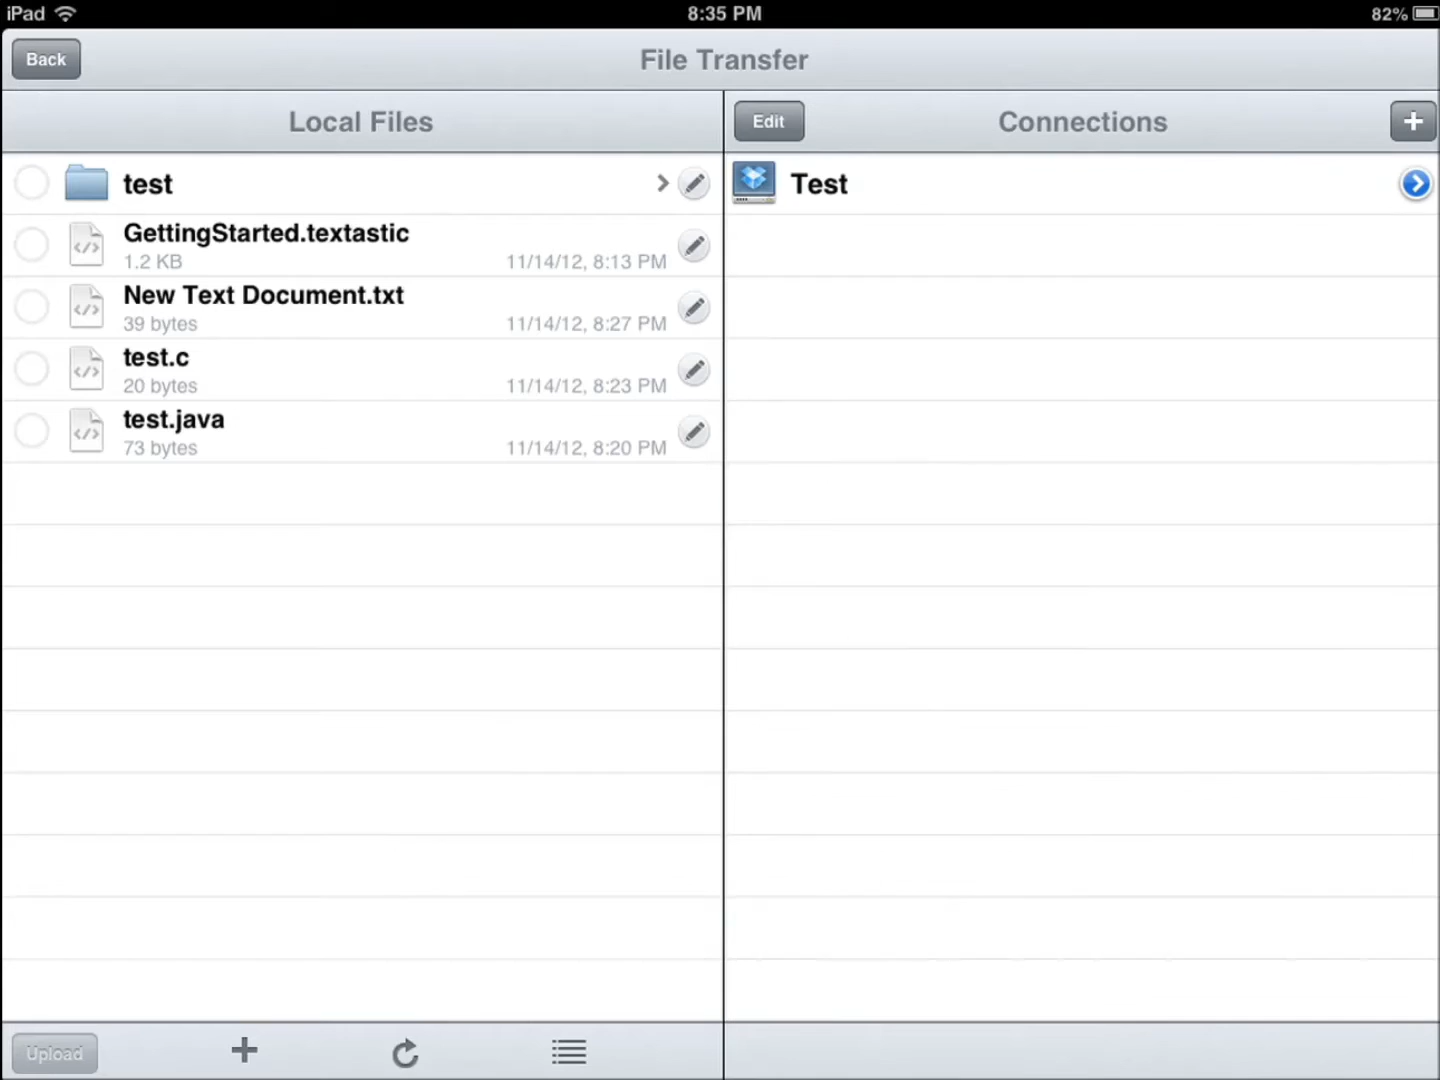 iPad
8:35 PM
82%
Back
File Transfer
Local Files
Edit
Connections
+
test
Test
GettingStarted.textastic
1.2 KB
11/14/12, 8:13 PM
New Text Document.txt
39 bytes
11/14/12, 8:27 PM
test.c
20 bytes
11/14/12, 8:23 PM
test.java
73 bytes
11/14/12, 8:20 PM
Upload
+